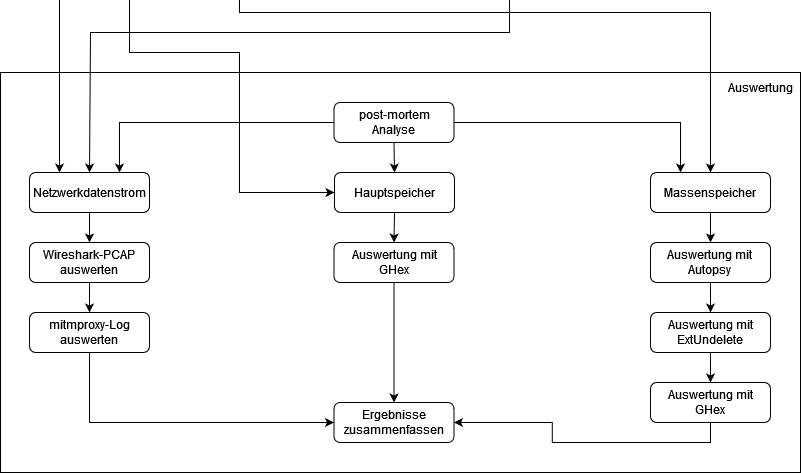 Auswertung
post-mortem
Analyse
Netzwerkdatenstrom
Hauptspeicher
Massenspeicher
Wireshark-PCAP
auswerten
Auswertung mit
GHex
Auswertung mit
Autopsy
mitmproxy-Log
auswerten
Auswertung mit
ExtUndelete
Auswertung mit
GHex
Ergebnisse
zusammenfassen